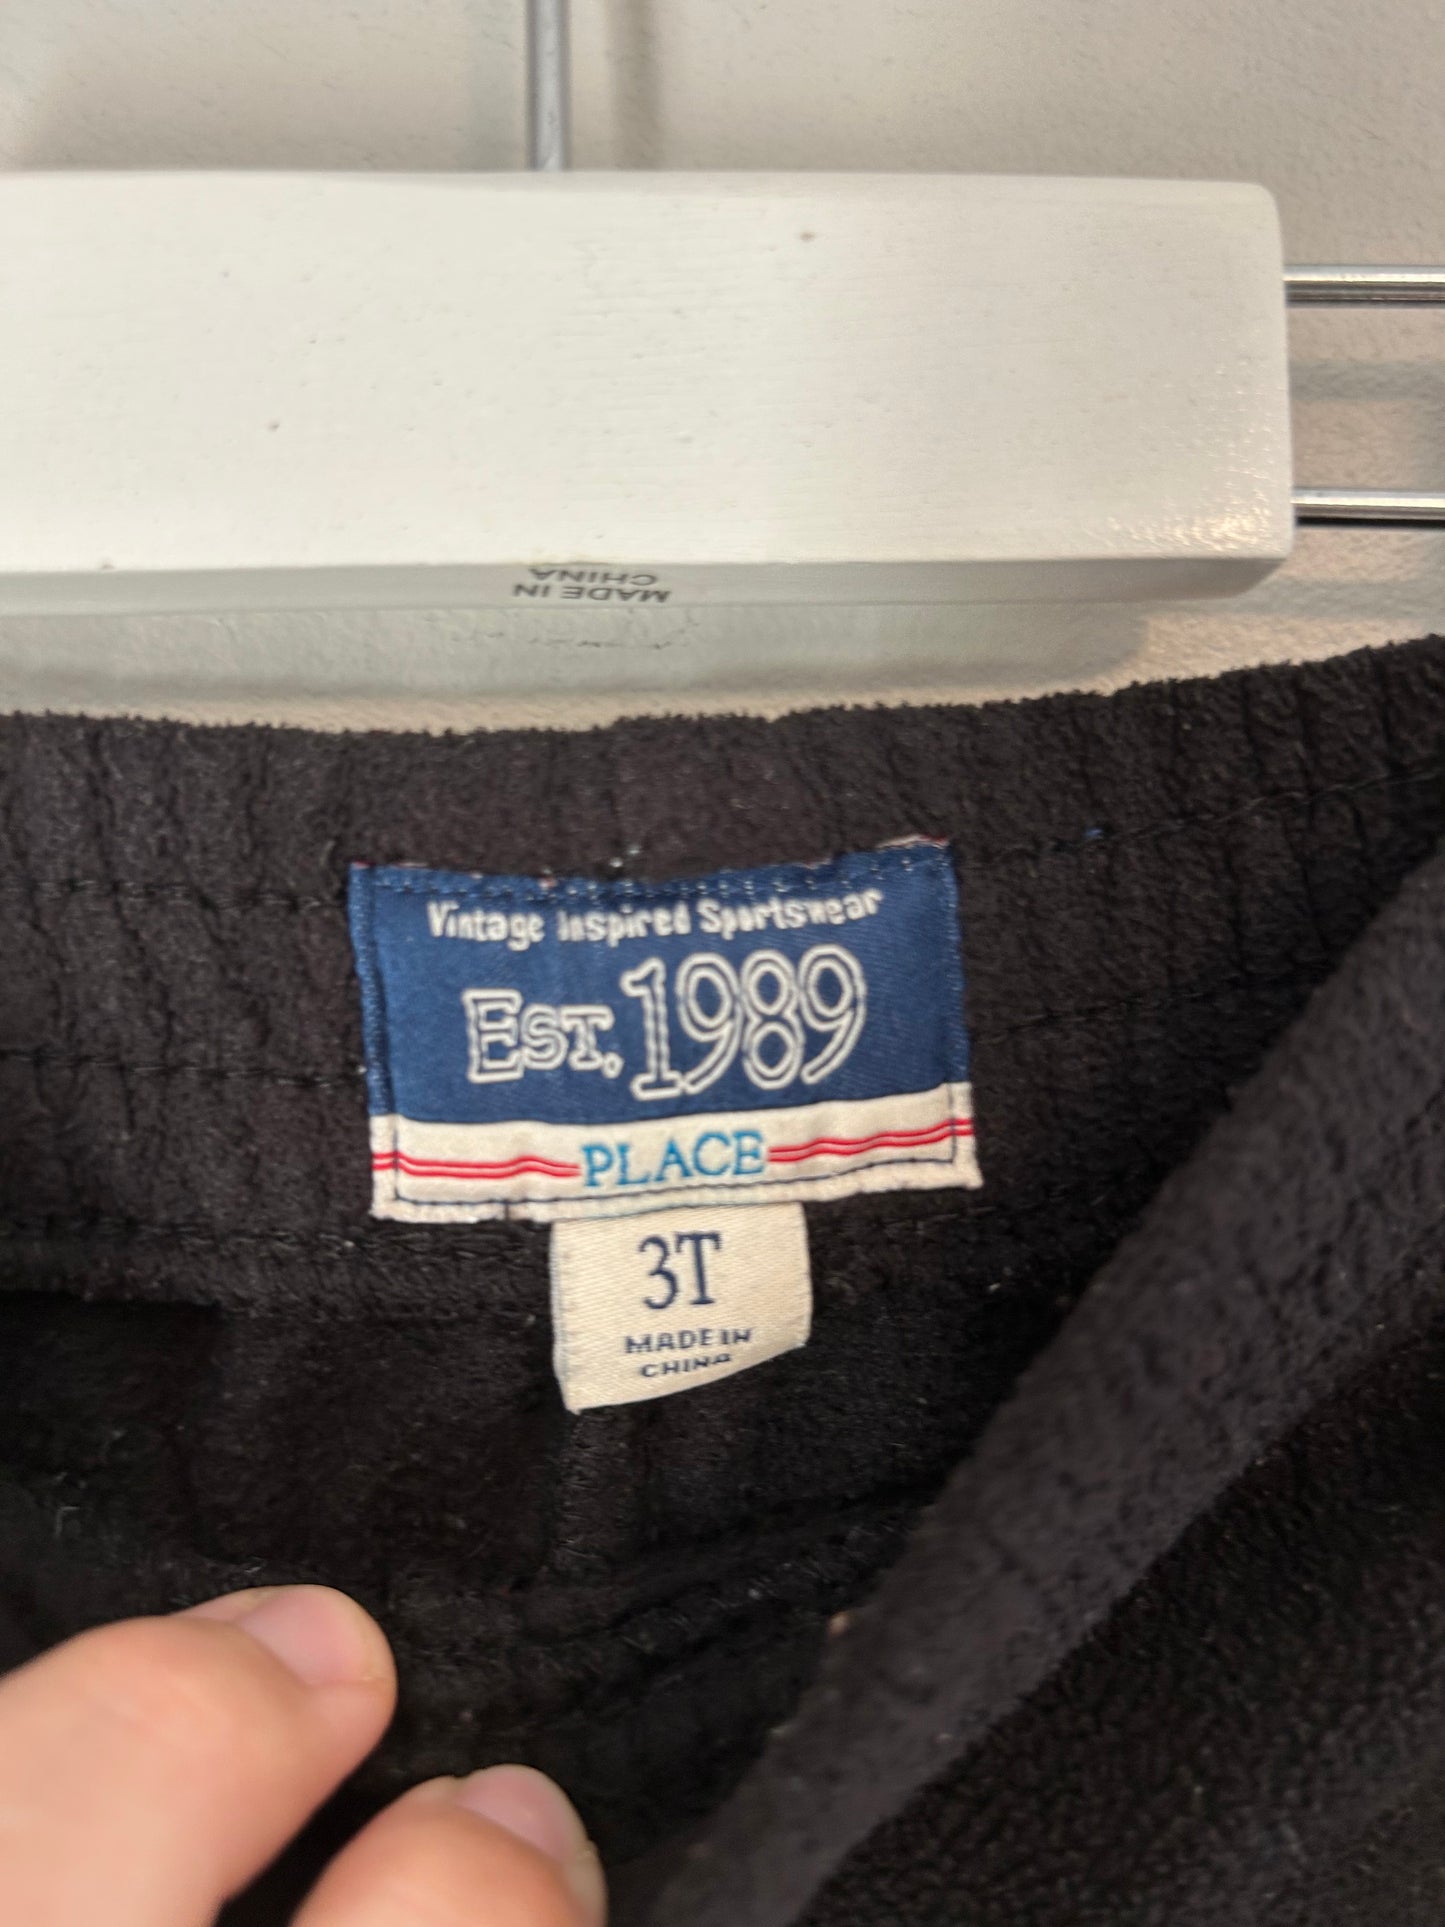 MADE IN
CHINA
Vintage Inspired Sportswear
EST. 1989
PLACE
3T
MADE IN
CHINA